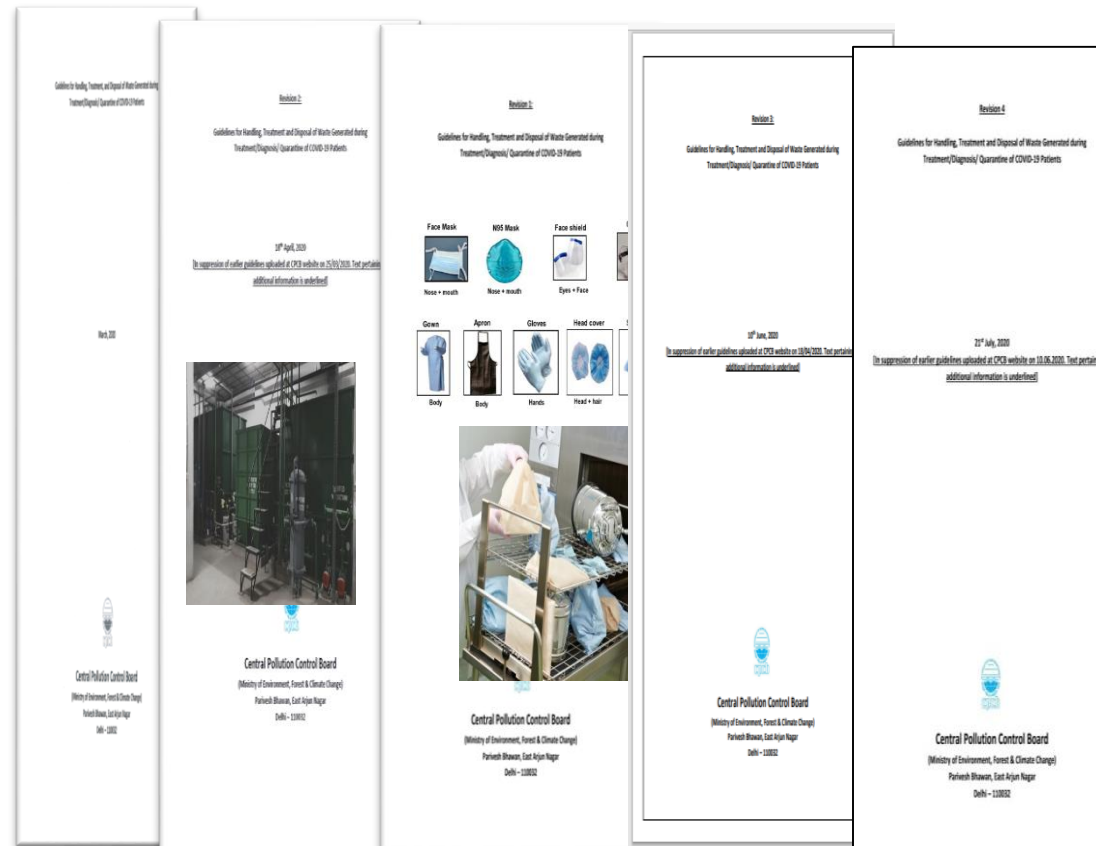 Guidelines for Handling, Treatment, and Disposal of Waste Generated during
Treatment/Diagnosis/ Quarantine of COVID-19 Patients
March, 2020
cpcb
Central Pollution Control Board
(Ministry of Environment, Forest & Climate Change)
Parivesh Bhawan, East Arjun Nagar
Delhi – 11002
Revision 2:
Guidelines for Handling, Treatment and Disposal of Waste Generated during
Treatment/Diagnosis/ Quarantine of COVID-19 Patients
18th April, 2020
[In suppression of earlier guidelines uploaded at CPCB website on 25/03/2020. Text pertaining
additional information is underlined]
cpcb
Central Pollution Control Board
(Ministry of Environment, Forest & Climate Change)
Parivesh Bhawan, East Arjun Nagar
Delhi – 110032
Revision 1:
Guidelines for Handling, Treatment and Disposal of Waste Generated during
Treatment/Diagnosis/ Quarantine of COVID-19 Patients
Face Mask N95 Mask Face shield
Nose + mouth Nose + mouth Eyes + Face
Gown Apron Gloves Head cover
Body Body Hands Head + hair
cpcb
Central Pollution Control Board
(Ministry of Environment, Forest & Climate Change)
Parivesh Bhawan, East Arjun Nagar
Delhi – 110032
Revision 3:
Guidelines for Handling, Treatment and Disposal of Waste Generated during
Treatment/Diagnosis/ Quarantine of COVID-19 Patients
10th June, 2020
[In suppression of earlier guidelines uploaded at CPCB website on 18/04/2020. Text pertaining
additional information is underlined]
cpcb
Central Pollution Control Board
(Ministry of Environment, Forest & Climate Change)
Parivesh Bhawan, East Arjun Nagar
Delhi – 110032
Revision 4
Guidelines for Handling, Treatment and Disposal of Waste Generated during
Treatment/Diagnosis/ Quarantine of COVID-19 Patients
21st July, 2020
[In suppression of earlier guidelines uploaded at CPCB website on 10.06.2020. Text pertain
additional information is underlined]
cpcb
Central Pollution Control Board
(Ministry of Environment, Forest & Climate Change)
Parivesh Bhawan, East Arjun Nagar
Delhi – 110032